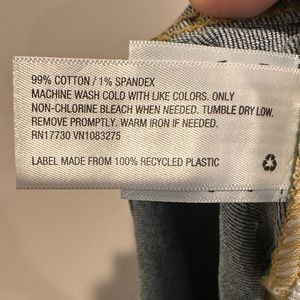 99% COTTON / 1% SPANDEX
MACHINE WASH COLD WITH LIKE COLORS. ONLY
NON-CHLORINE BLEACH WHEN NEEDED. TUMBLE DRY LOW.
REMOVE PROMPTLY. WARM IRON IF NEEDED.
RN17730 VN1083275
LABEL MADE FROM 100% RECYCLED PLASTIC